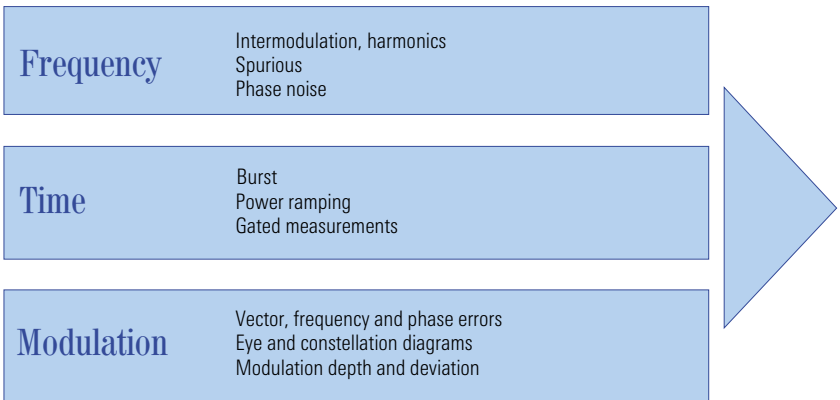 Frequency
Intermodulation, harmonics
Spurious
Phase noise
Time
Burst
Power ramping
Gated measurements
Modulation
Vector, frequency and phase errors
Eye and constellation diagrams
Modulation depth and deviation